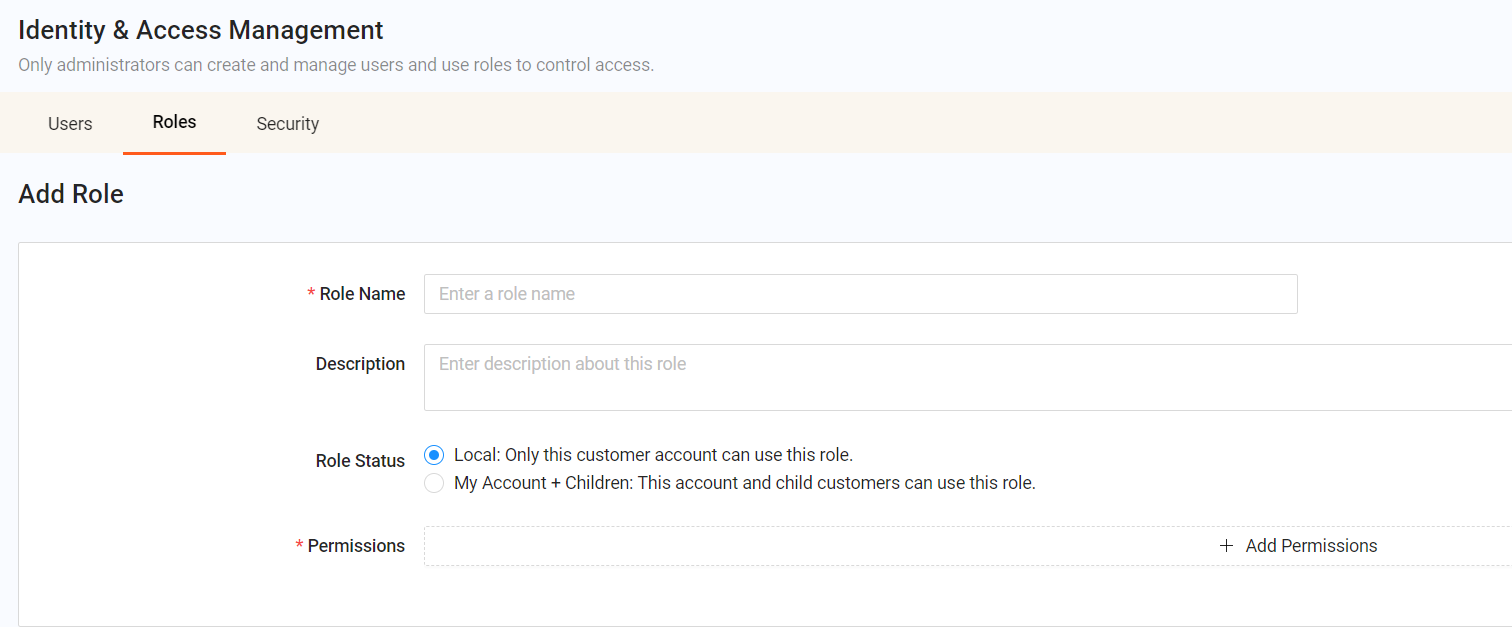 Identity & Access Management
Only administrators can create and manage users and use roles to control access.
Users Roles Security
Add Role
* Role Name Enter a role name
Description Enter description about this role
Role Status Local: Only this customer account can use this role.
My Account + Children: This account and child customers can use this role.
* Permissions + Add Permissions